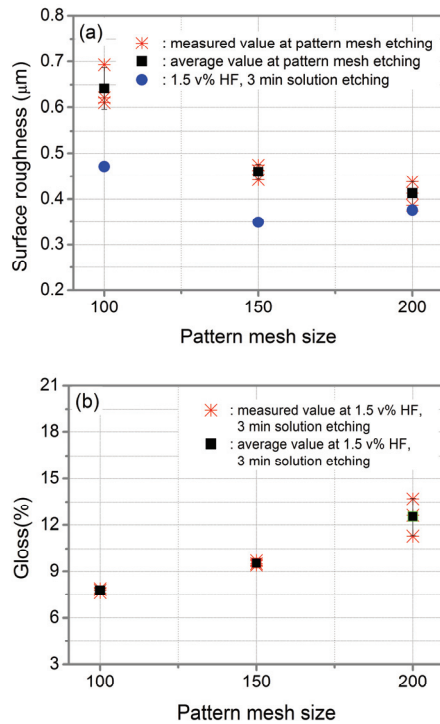 (a)
: measured value at pattern mesh etching
: average value at pattern mesh etching
: 1.5 v% HF, 3 min solution etching
0.8
0.7
0.6
0.5
0.4
0.3
0.2
Surface roughness (μm)
100
150
200
Pattern mesh size
(b)
: measured value at 1.5 v% HF,
3 min solution etching
: average value at 1.5 v% HF,
3 min solution etching
21
18
15
12
9
6
3
Gloss(%)
100
150
200
Pattern mesh size